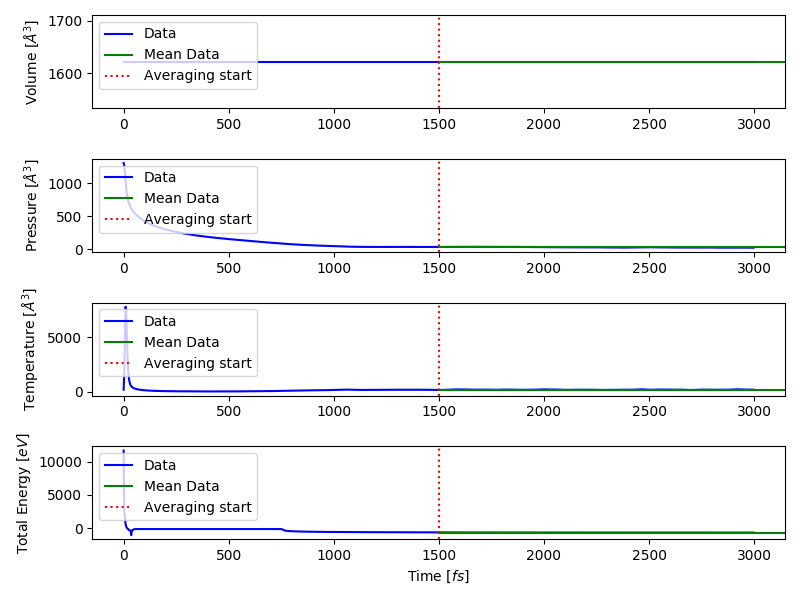 Volume [Å³]
1700
1600
Data
Mean Data
Averaging start
0 500 1000 1500 2000 2500 3000
Pressure [Å³]
1000
500
0
Data
Mean Data
Averaging start
0 500 1000 1500 2000 2500 3000
Temperature [Å³]
5000
0
Data
Mean Data
Averaging start
0 500 1000 1500 2000 2500 3000
Total Energy [eV]
10000
5000
0
Data
Mean Data
Averaging start
0 500 1000 1500 2000 2500 3000
Time [fs]